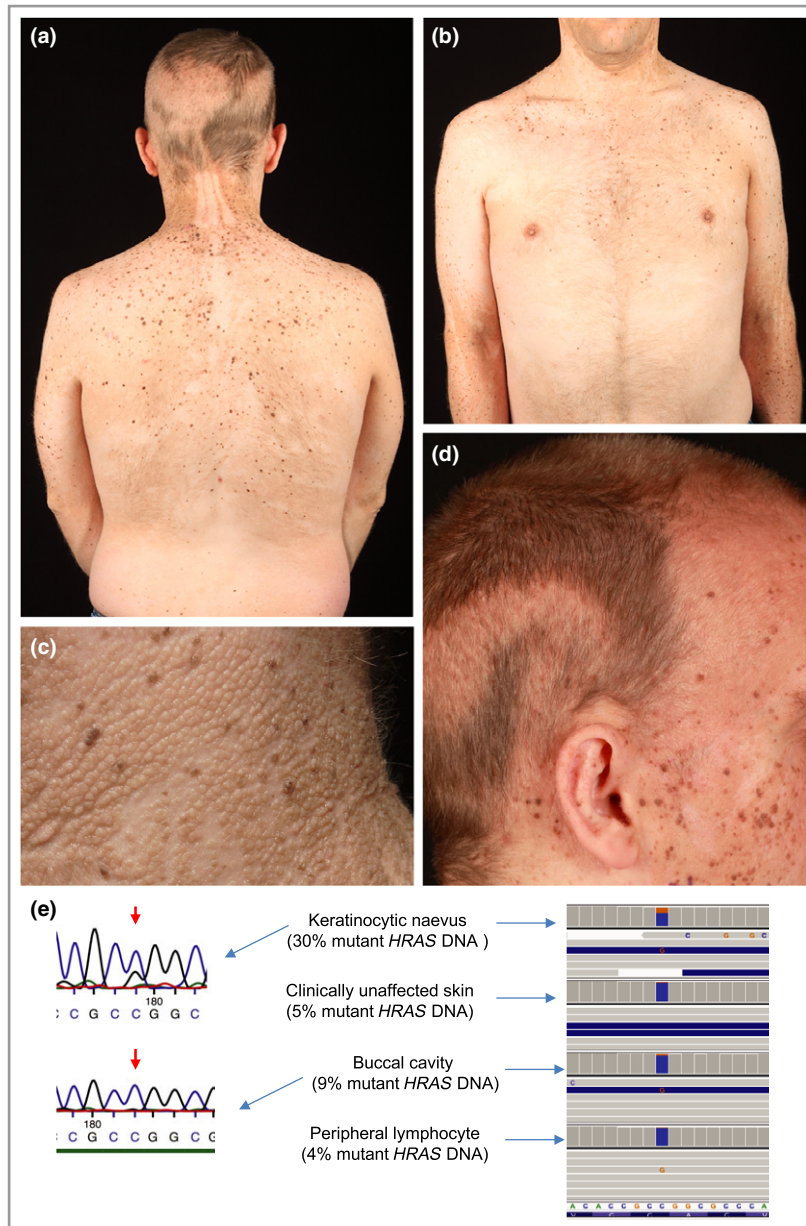 (a)
(b)
(c)
(d)
(e)
Keratinocytic naevus
(30% mutant HRAS DNA )
Clinically unaffected skin
(5% mutant HRAS DNA)
Buccal cavity
(9% mutant HRAS DNA)
Peripheral lymphocyte
(4% mutant HRAS DNA)
180
C C G C C G G C
180
C C G C C G G C G
C G G C
G
C
G
G
A C A C C G C C G G C G C C C A